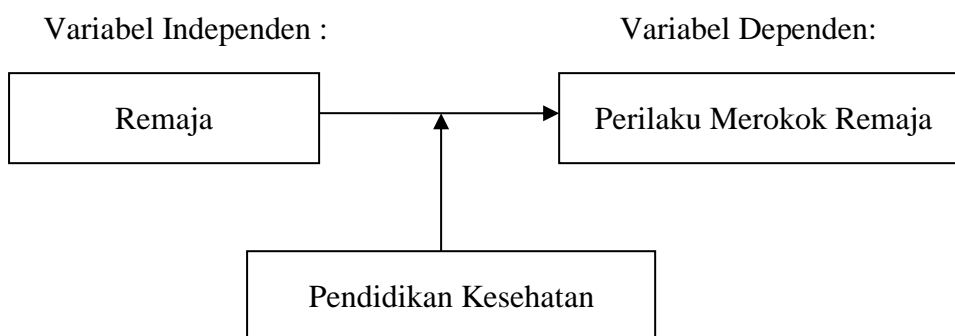 Variabel Independen :
Variabel Dependen:
Remaja
Perilaku Merokok Remaja
Pendidikan Kesehatan